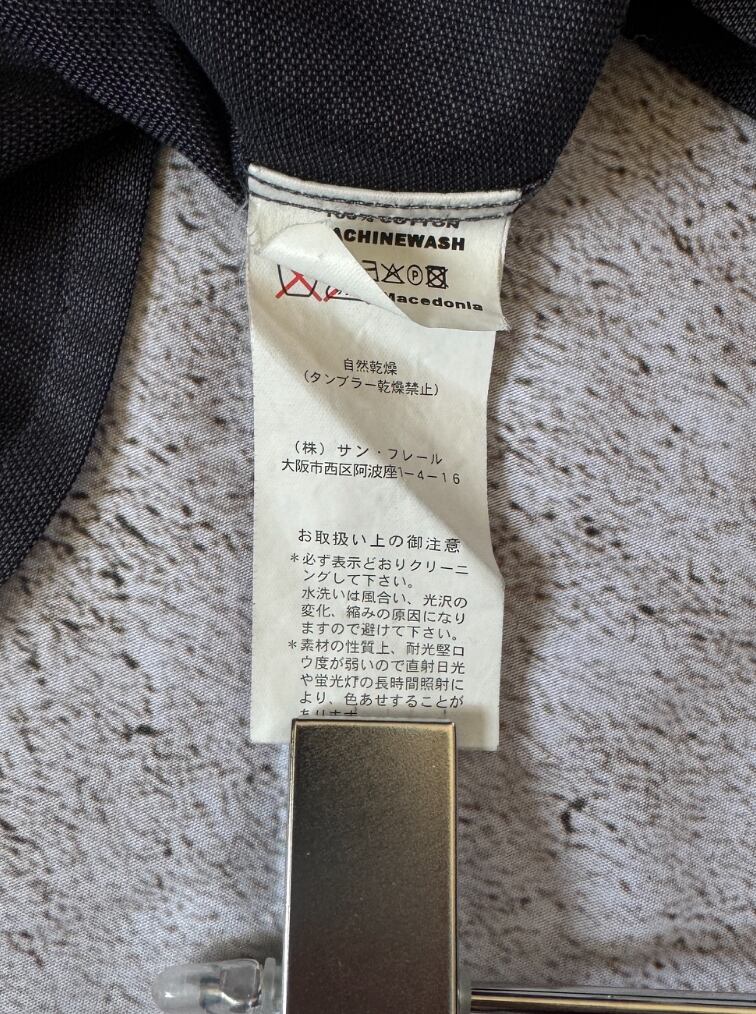 100% COTTON
ACHINEWASH
P
Macedonia
自然乾燥
(タンブラー乾燥禁止)
(株) サン・フレール
大阪市西区阿波座1-4-16
お取扱い上の御注意
*必ず表示どおりクリーニ
ングして下さい。
水洗いは風合い、光沢の
変化、縮みの原因になり
ますので避けて下さい。
*素材の性質上、耐光堅ロ
ウ度が弱いので直射日光
や蛍光灯の長時間照射に
より、色あせすることが
あります